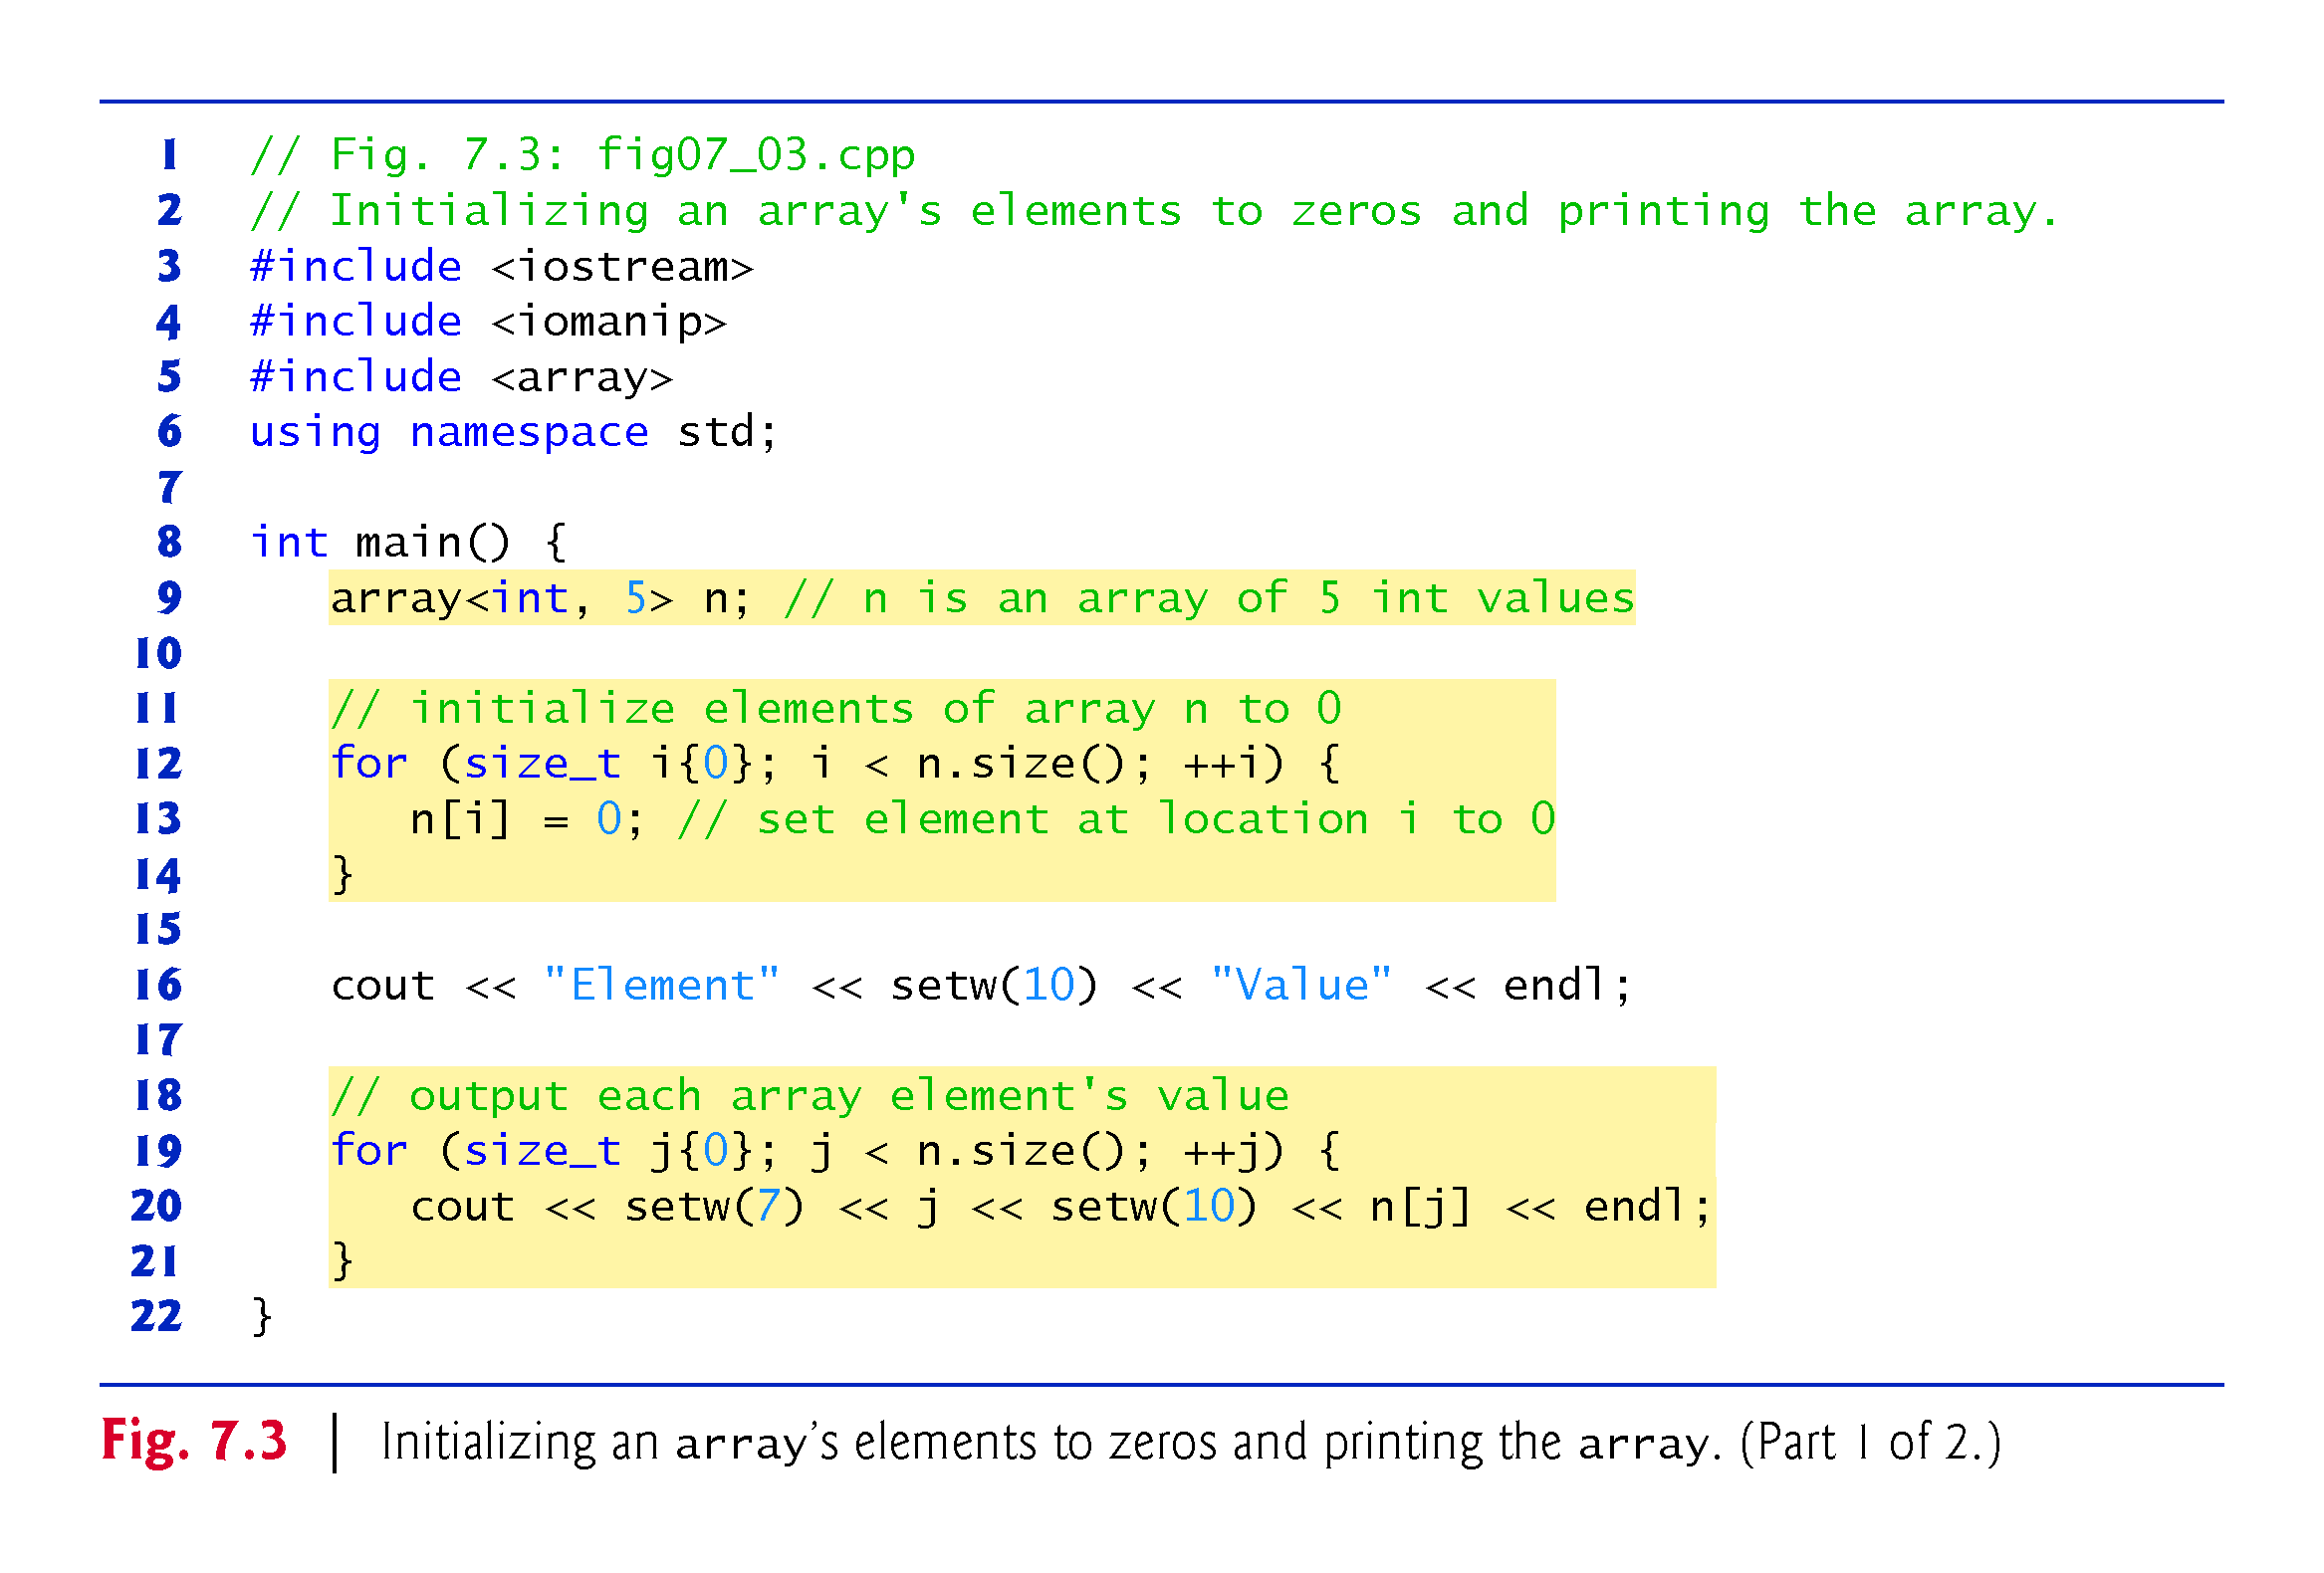 1 // Fig. 7.3: fig07_03.cpp
2 // Initializing an array's elements to zeros and printing the array.
3 #include <iostream>
4 #include <iomanip>
5 #include <array>
6 using namespace std;
7
8 int main() {
9    array<int, 5> n; // n is an array of 5 int values
10
11    // initialize elements of array n to 0
12    for (size_t i{0}; i < n.size(); ++i) {
13       n[i] = 0; // set element at location i to 0
14    }
15
16    cout << "Element" << setw(10) << "Value" << endl;
17
18    // output each array element's value
19    for (size_t j{0}; j < n.size(); ++j) {
20       cout << setw(7) << j << setw(10) << n[j] << endl;
21    }
22 }
Fig. 7.3 | Initializing an array’s elements to zeros and printing the array. (Part 1 of 2.)